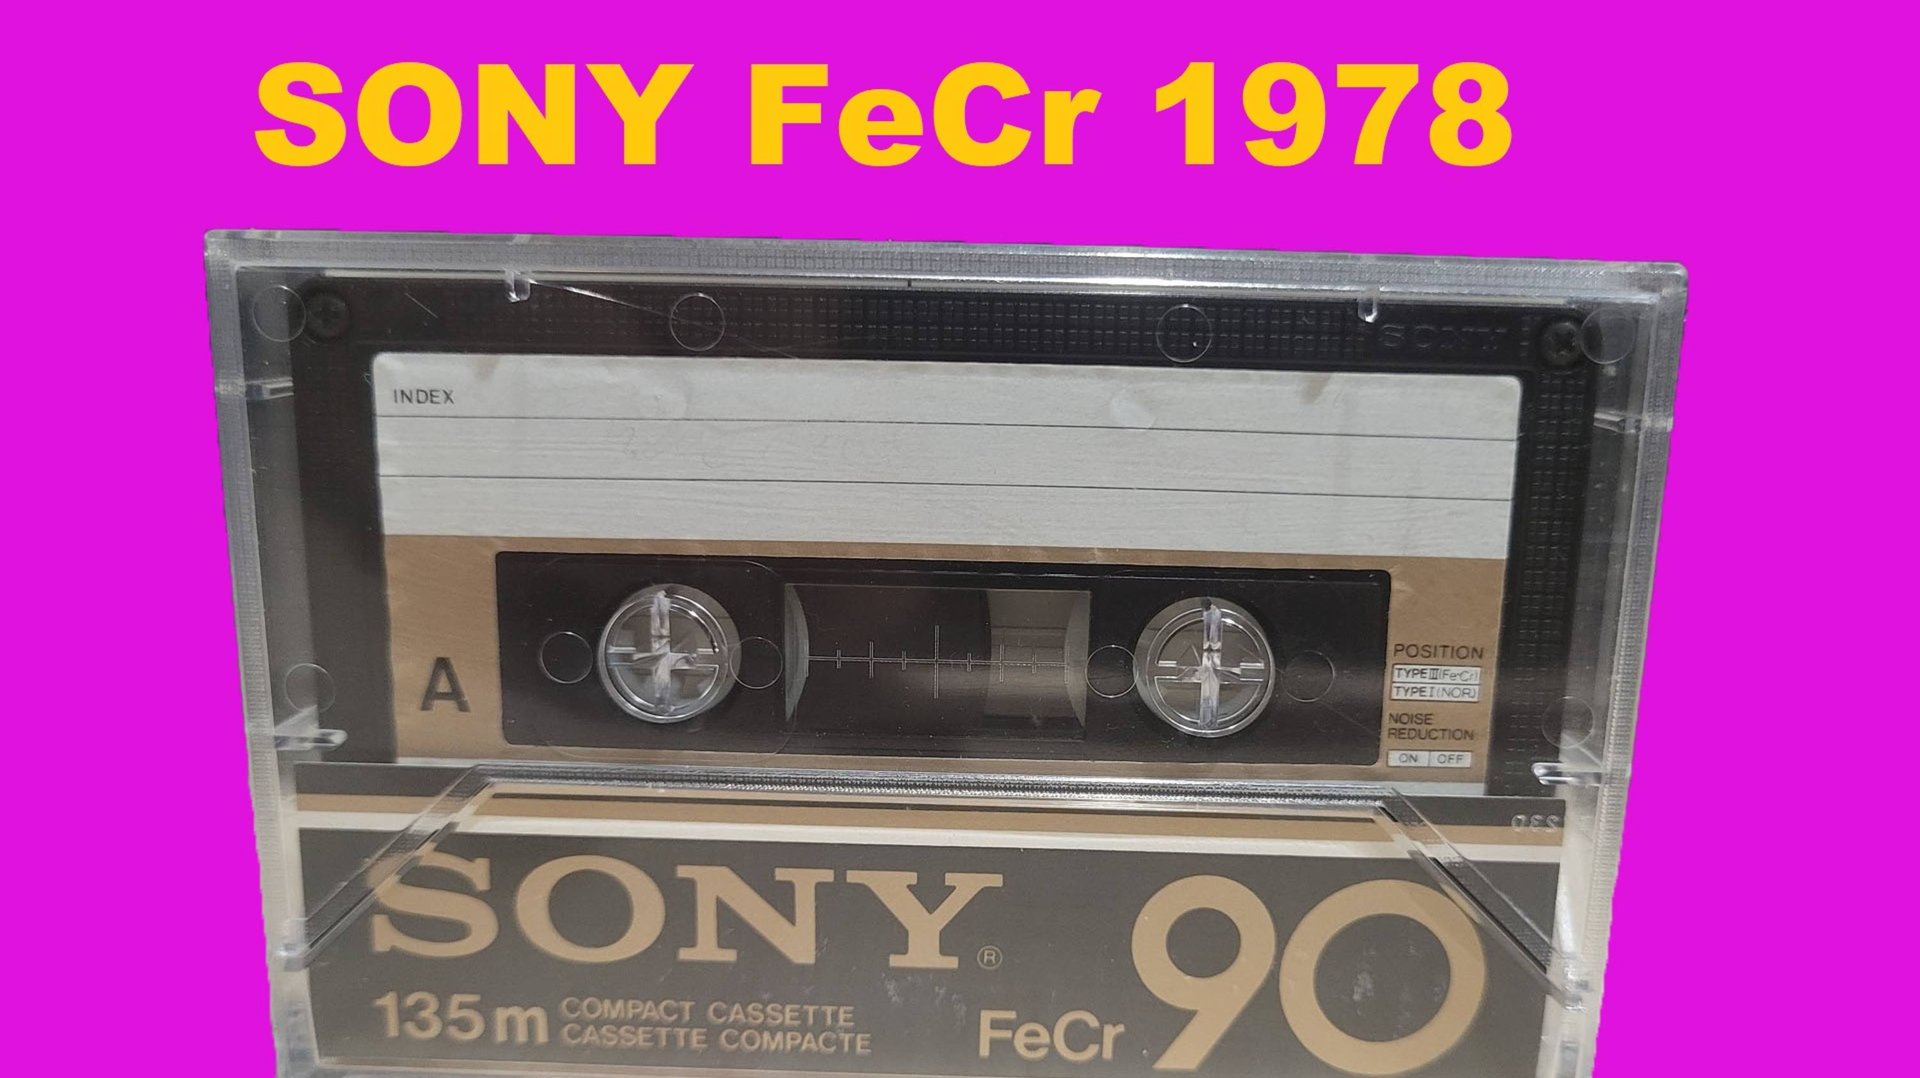 SONY FeCr 1978
SONY
INDEX
A
POSITION
TYPE III (FeCr)
TYPE I (NOR)
NOISE
REDUCTION
ON OFF
SONY® FeCr 90
135m COMPACT CASSETTE
CASSETTE COMPACTE